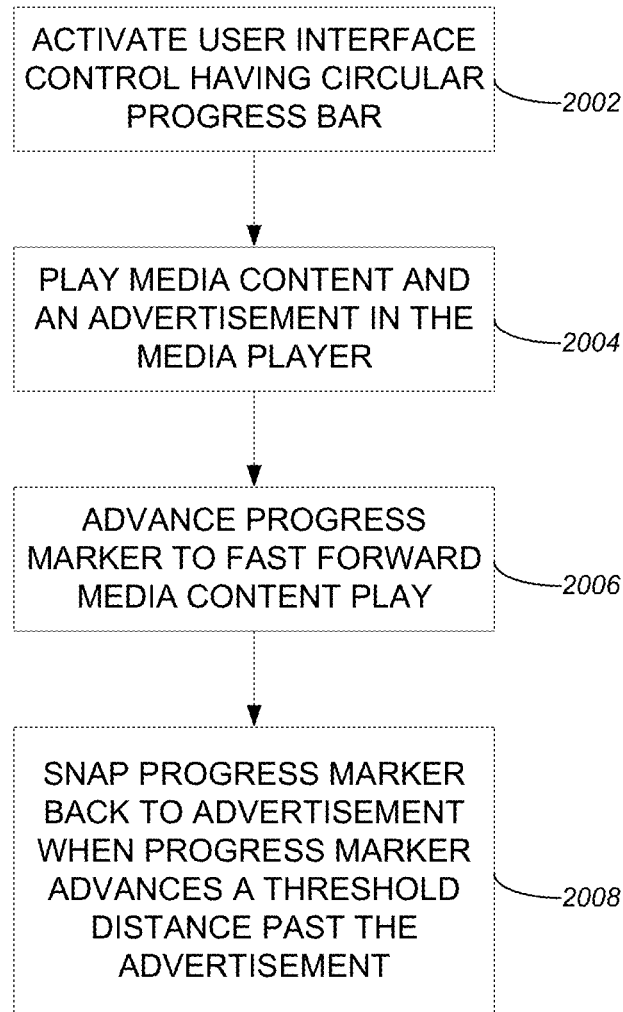 ACTIVATE USER INTERFACE
CONTROL HAVING CIRCULAR
PROGRESS BAR
2002
PLAY MEDIA CONTENT AND
AN ADVERTISEMENT IN THE
MEDIA PLAYER
2004
ADVANCE PROGRESS
MARKER TO FAST FORWARD
MEDIA CONTENT PLAY
2006
SNAP PROGRESS MARKER
BACK TO ADVERTISEMENT
WHEN PROGRESS MARKER
ADVANCES A THRESHOLD
DISTANCE PAST THE
ADVERTISEMENT
2008